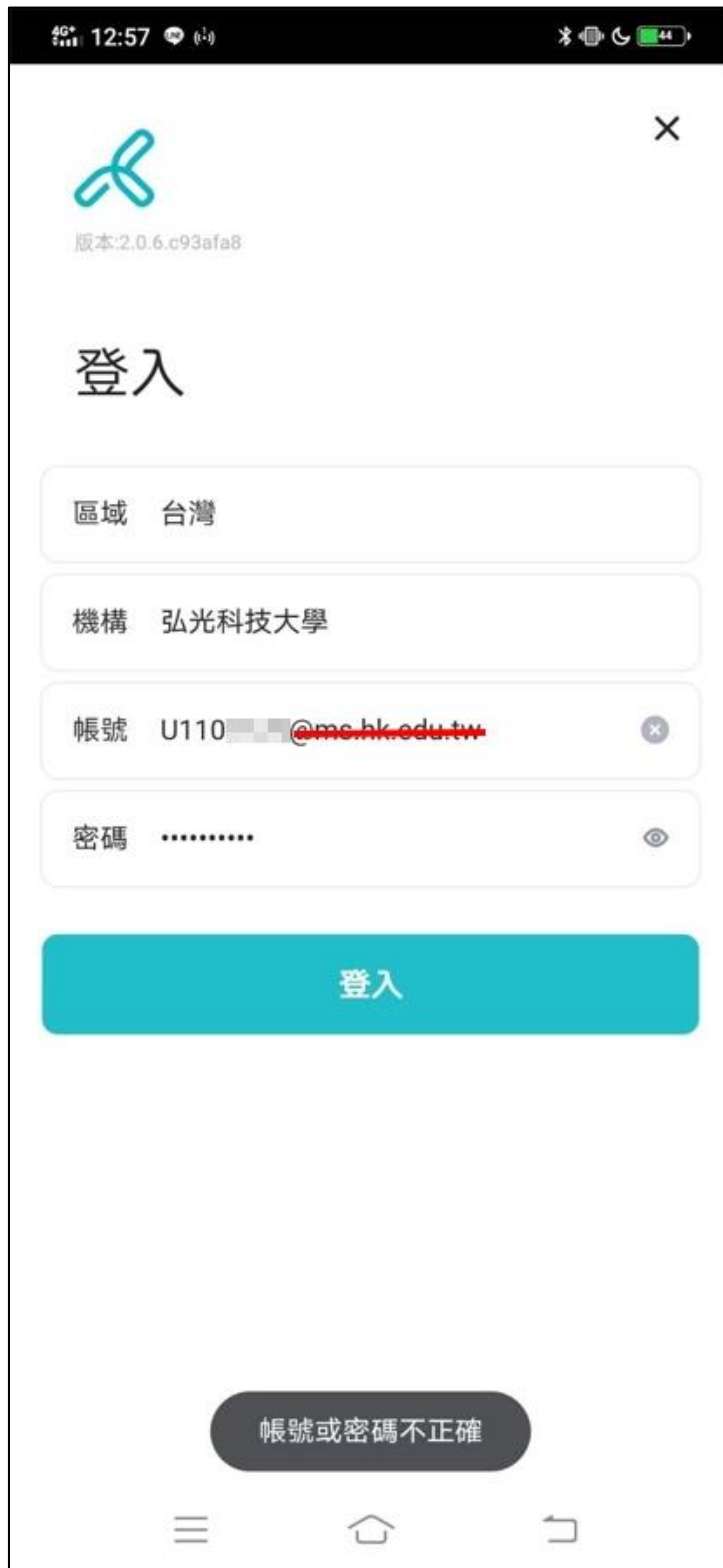 4G+ 12:57 44
版本:2.0.6.c93afa8
登入
區域 台灣
機構 弘光科技大學
帳號 U110 @ms.hk.edu.tw
密碼 ••••••••••
登入
帳號或密碼不正確